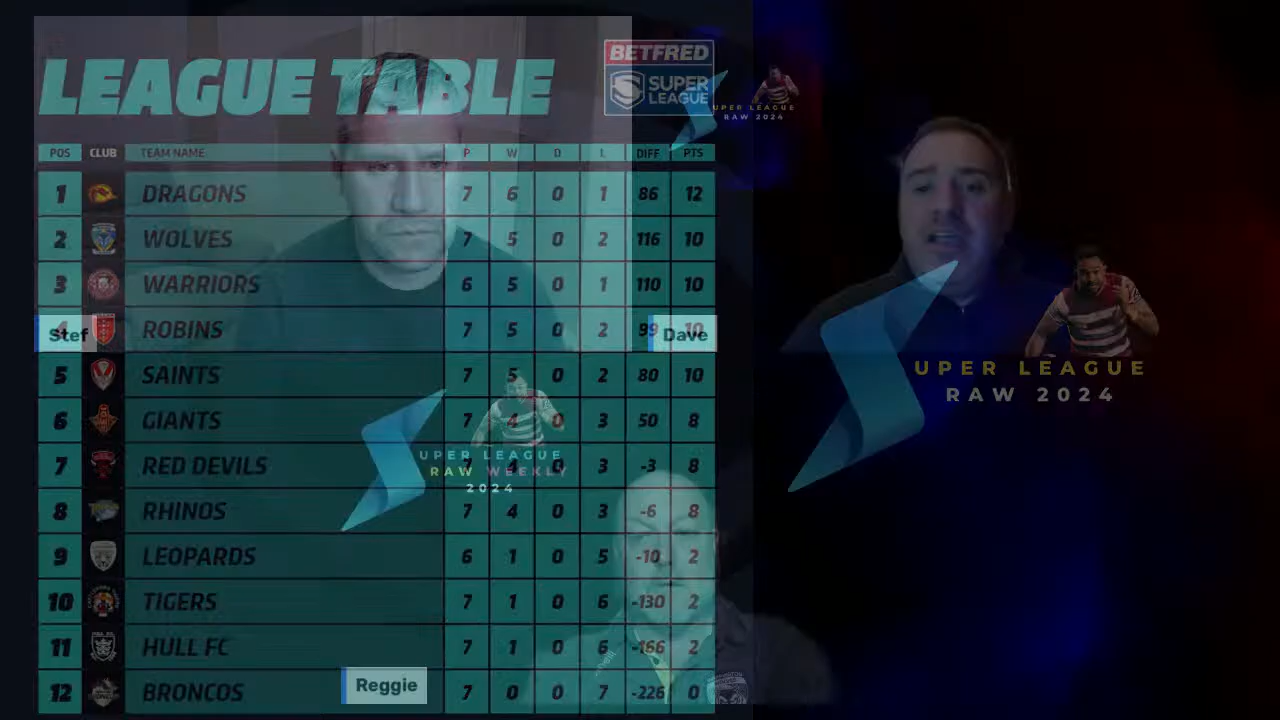 LEAGUE TABLE
BETFRED
SUPER
LEAGUE
UPER LEAGUE
RAW 2024
POS CLUB TEAM NAME P W D L DIFF PTS
1 DRAGONS 7 6 0 1 86 12
2 WOLVES 7 5 0 2 116 10
3 WARRIORS 6 5 0 1 110 10
4 ROBINS 7 5 0 2 99 10
Stef
Dave
UPER LEAGUE
RAW 2024
5 SAINTS 7 5 0 2 80 10
6 GIANTS 7 4 0 3 50 8
UPER LEAGUE
RAW WEEKLY
2024
7 RED DEVILS 7 4 0 3 -3 8
8 RHINOS 7 4 0 3 -6 8
9 LEOPARDS 6 1 0 5 -10 2
10 TIGERS 7 1 0 6 -130 2
11 HULL FC 7 1 0 6 -166 2
Reggie
12 BRONCOS 7 0 0 7 -226 0